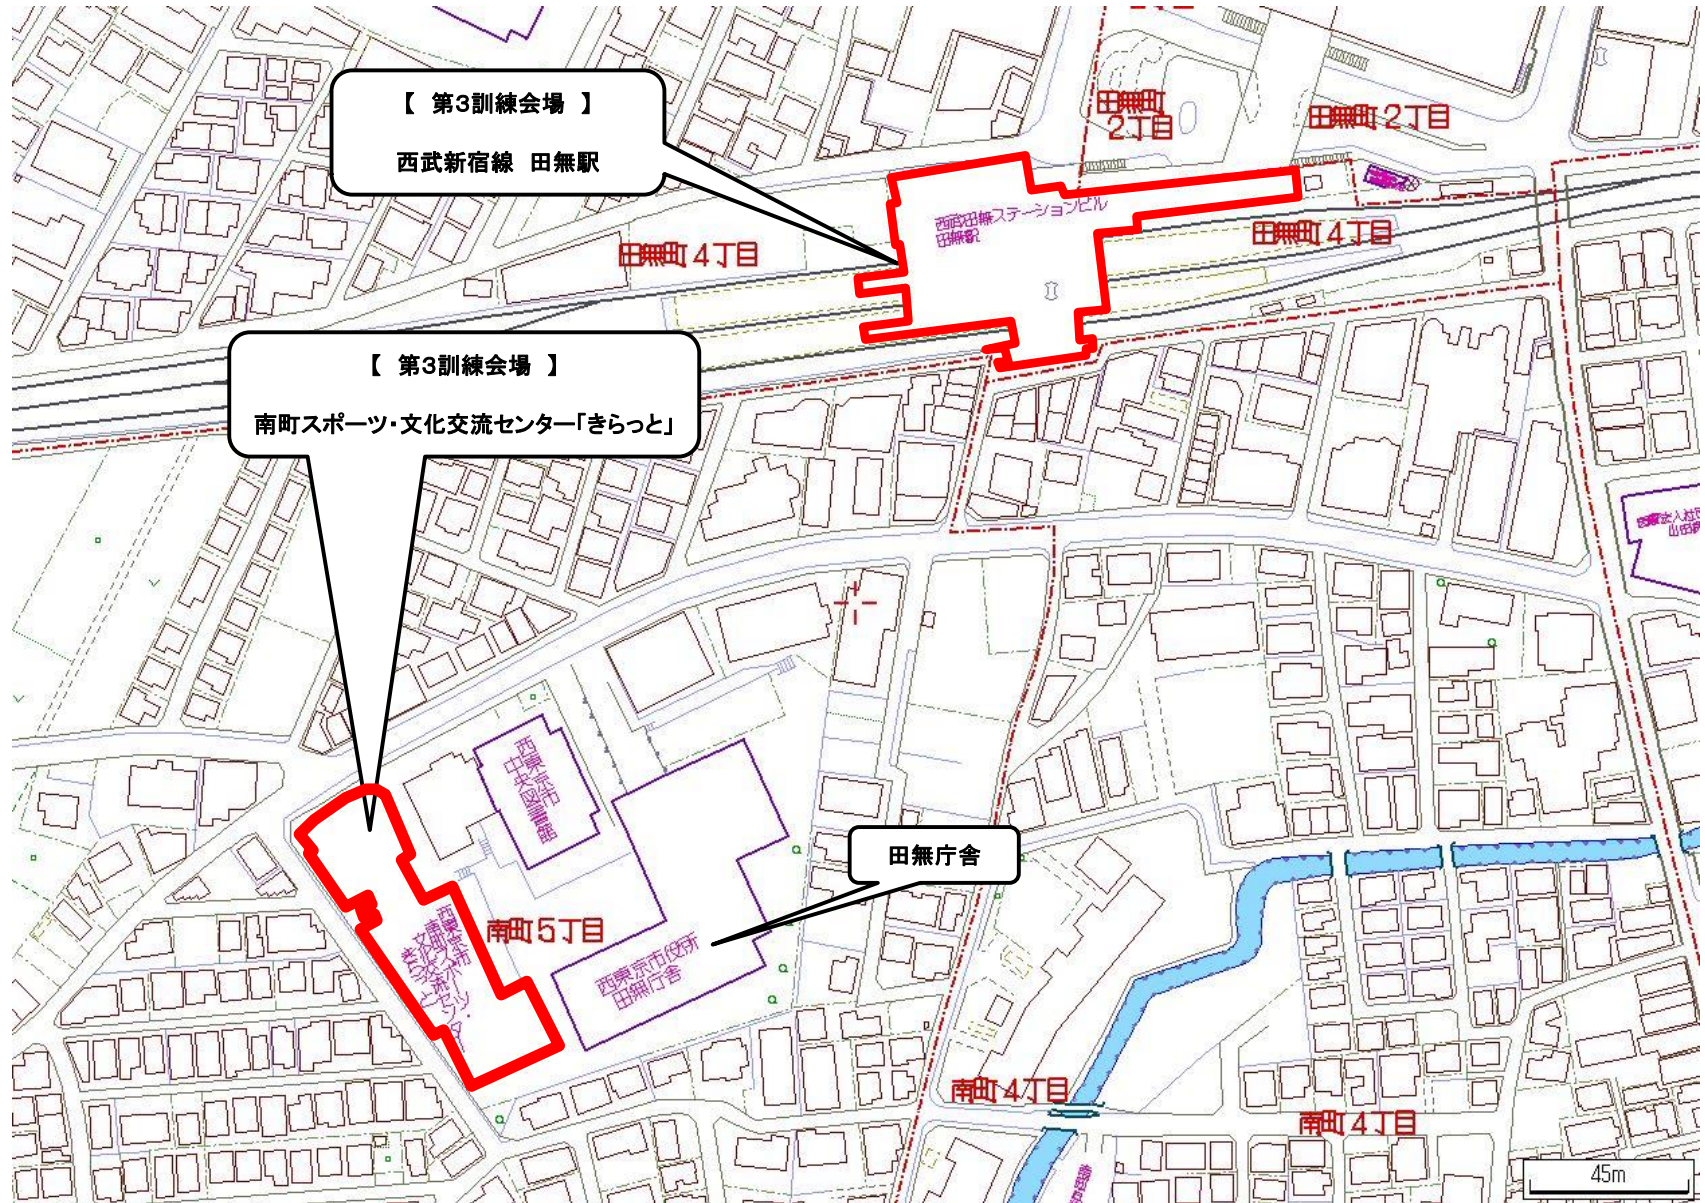 【 第3訓練会場 】
西武新宿線 田無駅
田無町
2丁目
田無町2丁目
西武田無ステーションビル
田無駅
田無町4丁目
田無町4丁目
【 第3訓練会場 】
南町スポーツ・文化交流センター「きらっと」
西東京市
中央図書館
田無庁舎
南町5丁目
西東京市役所
田無庁舎
西東京市
南町スポーツ・
文化交流センター
きらっと
南町4丁目
南町4丁目
45m